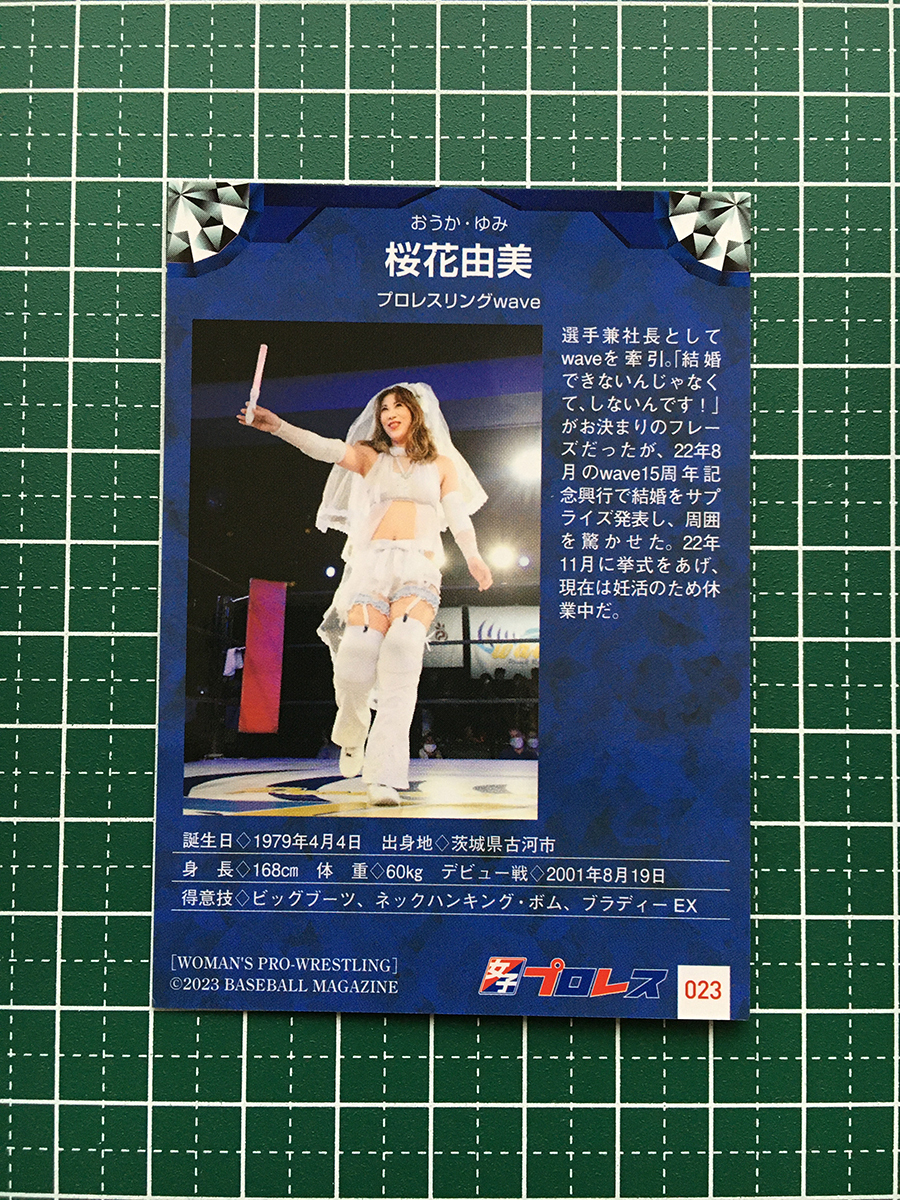 おうか・ゆみ
桜花由美
プロレスリングwave
選手兼社長として
waveを牽引。「結婚
できないんじゃなく
て、しないんです！」
がお決まりのフレー
ズだったが、22年8
月のwave15周年記
念興行で結婚をサプ
ライズ発表し、周囲
を驚かせた。22年
11月に挙式をあげ、
現在は妊活のため休
業中だ。
誕生日◇1979年4月4日　出身地◇茨城県古河市
身　長◇168㎝　体　重◇60kg　デビュー戦◇2001年8月19日
得意技◇ビッグブーツ、ネックハンキング・ボム、ブラディーEX
[WOMAN'S PRO-WRESTLING]
©2023 BASEBALL MAGAZINE
女子プロレス
023